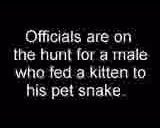 Officials are on
the hunt for a male
who fed a kitten to
his pet snake.